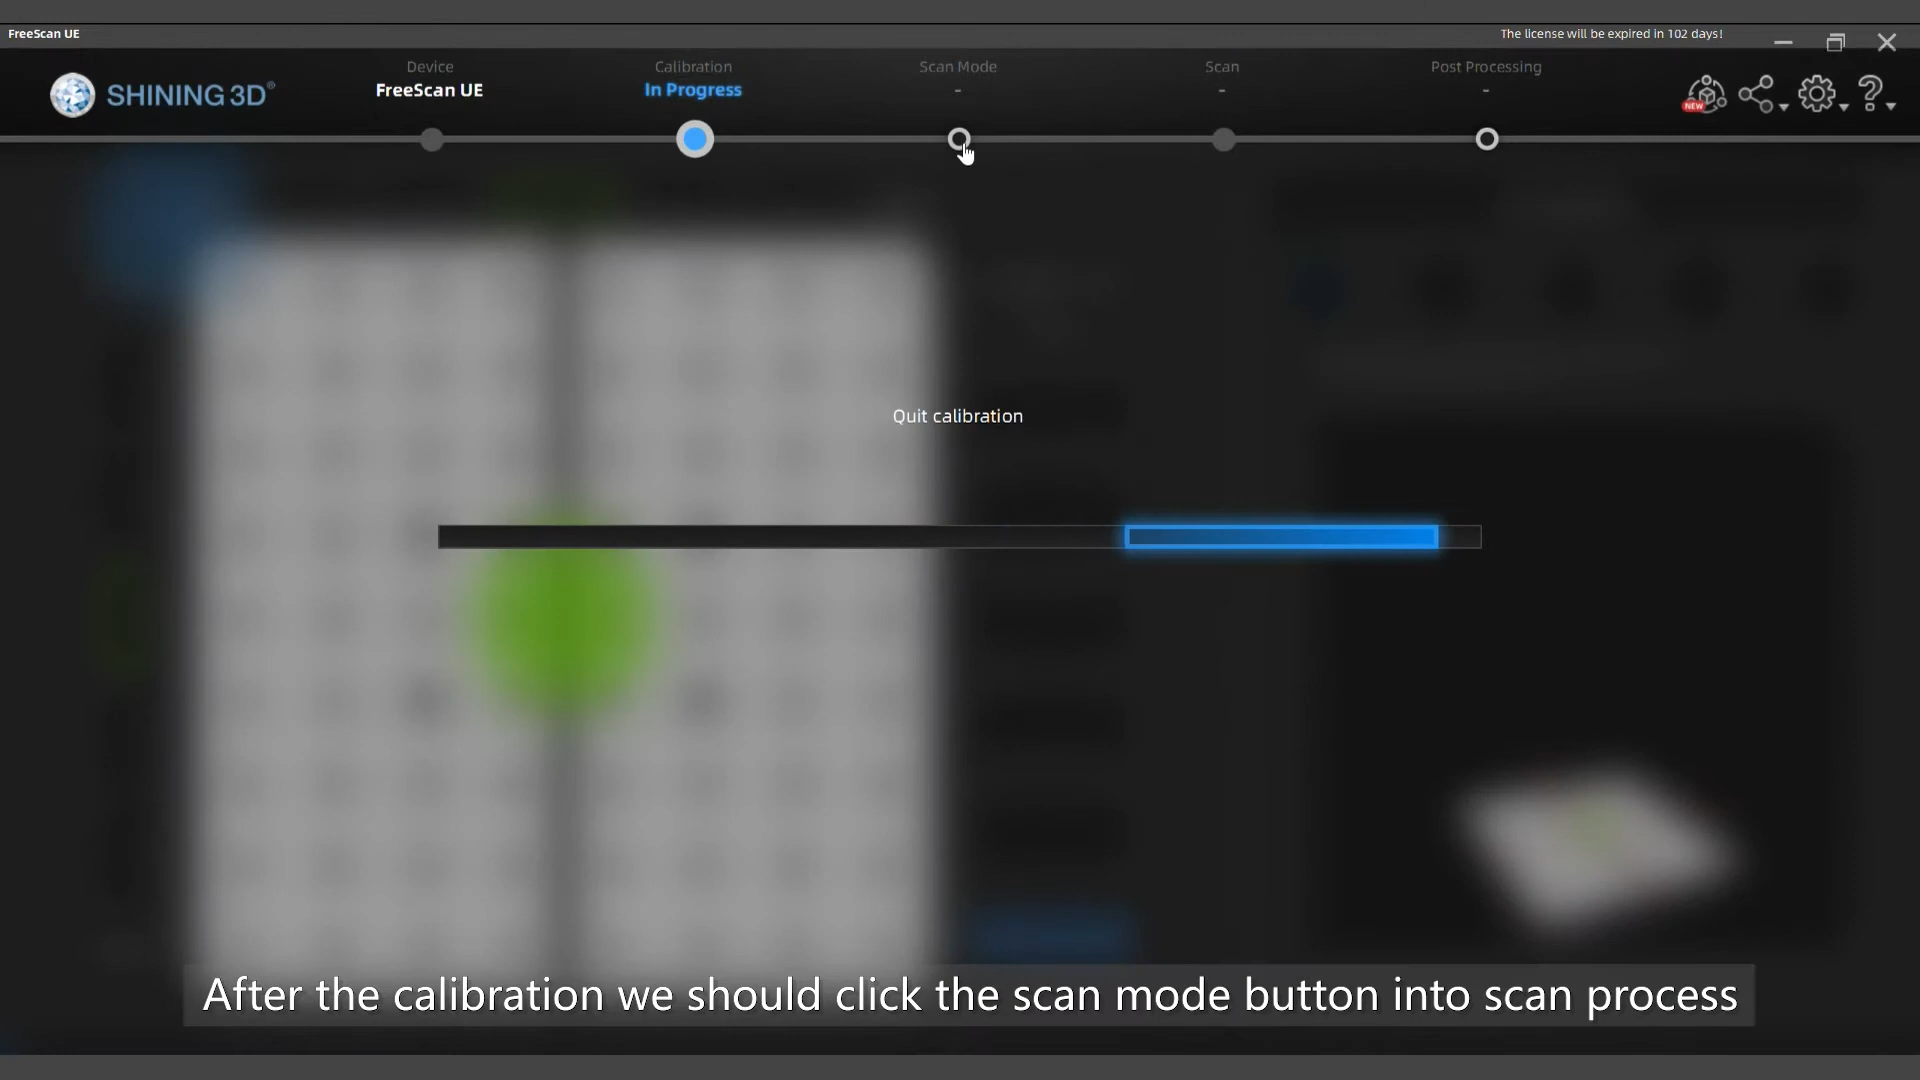 FreeScan UE
The license will be expired in 102 days!
SHINING 3D®
Device
FreeScan UE
Calibration
In Progress
Scan Mode
-
Scan
-
Post Processing
-
NEW
?
Quit calibration
After the calibration we should click the scan mode button into scan process